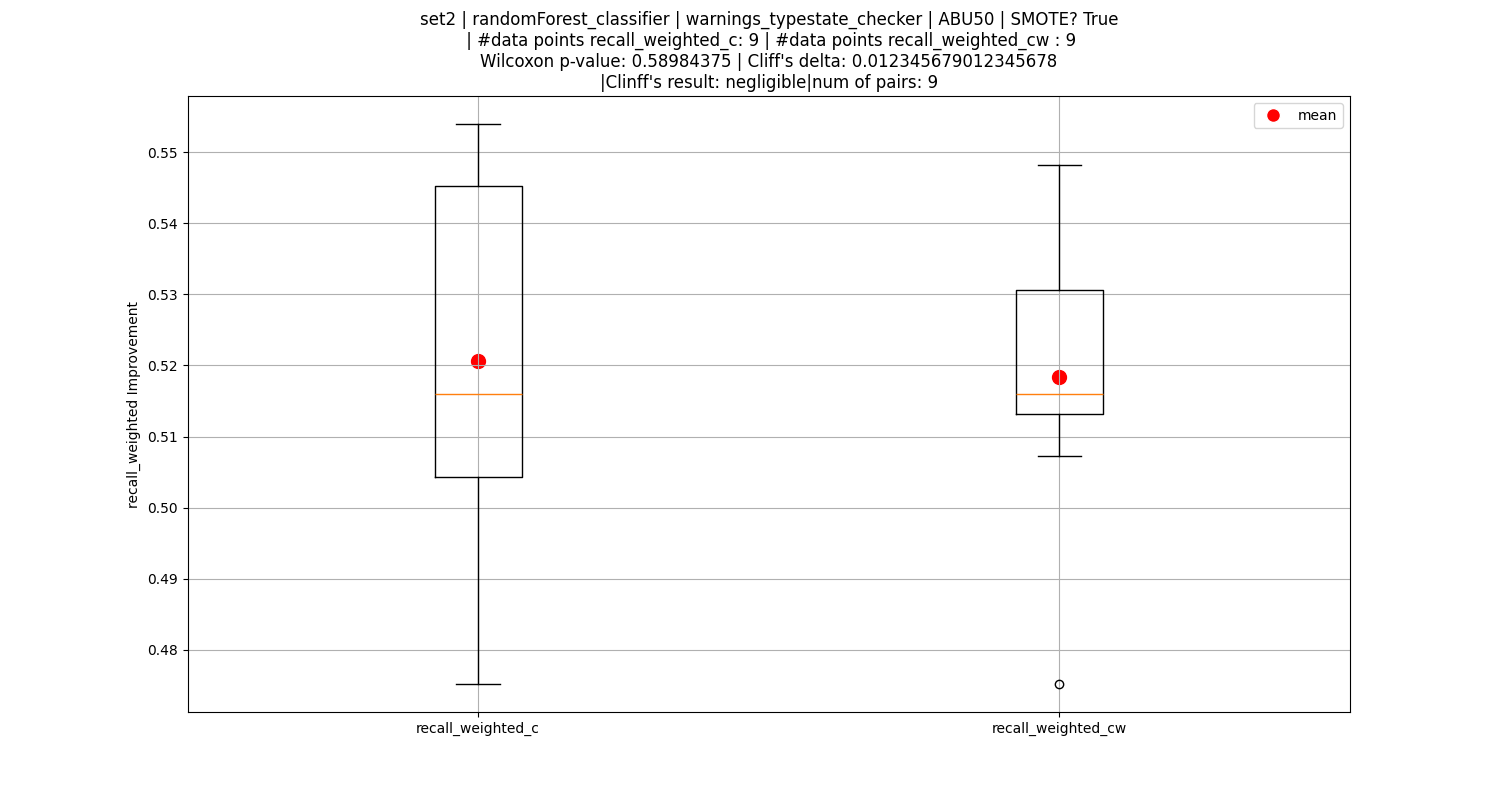 set2 | randomForest_classifier | warnings_typestate_checker | ABU50 | SMOTE? True
| #data points recall_weighted_c: 9 | #data points recall_weighted_cw : 9
Wilcoxon p-value: 0.58984375 | Cliff's delta: 0.012345679012345678
|Clinff's result: negligible|num of pairs: 9
mean
recall_weighted Improvement
0.55
0.54
0.53
0.52
0.51
0.50
0.49
0.48
recall_weighted_c
recall_weighted_cw